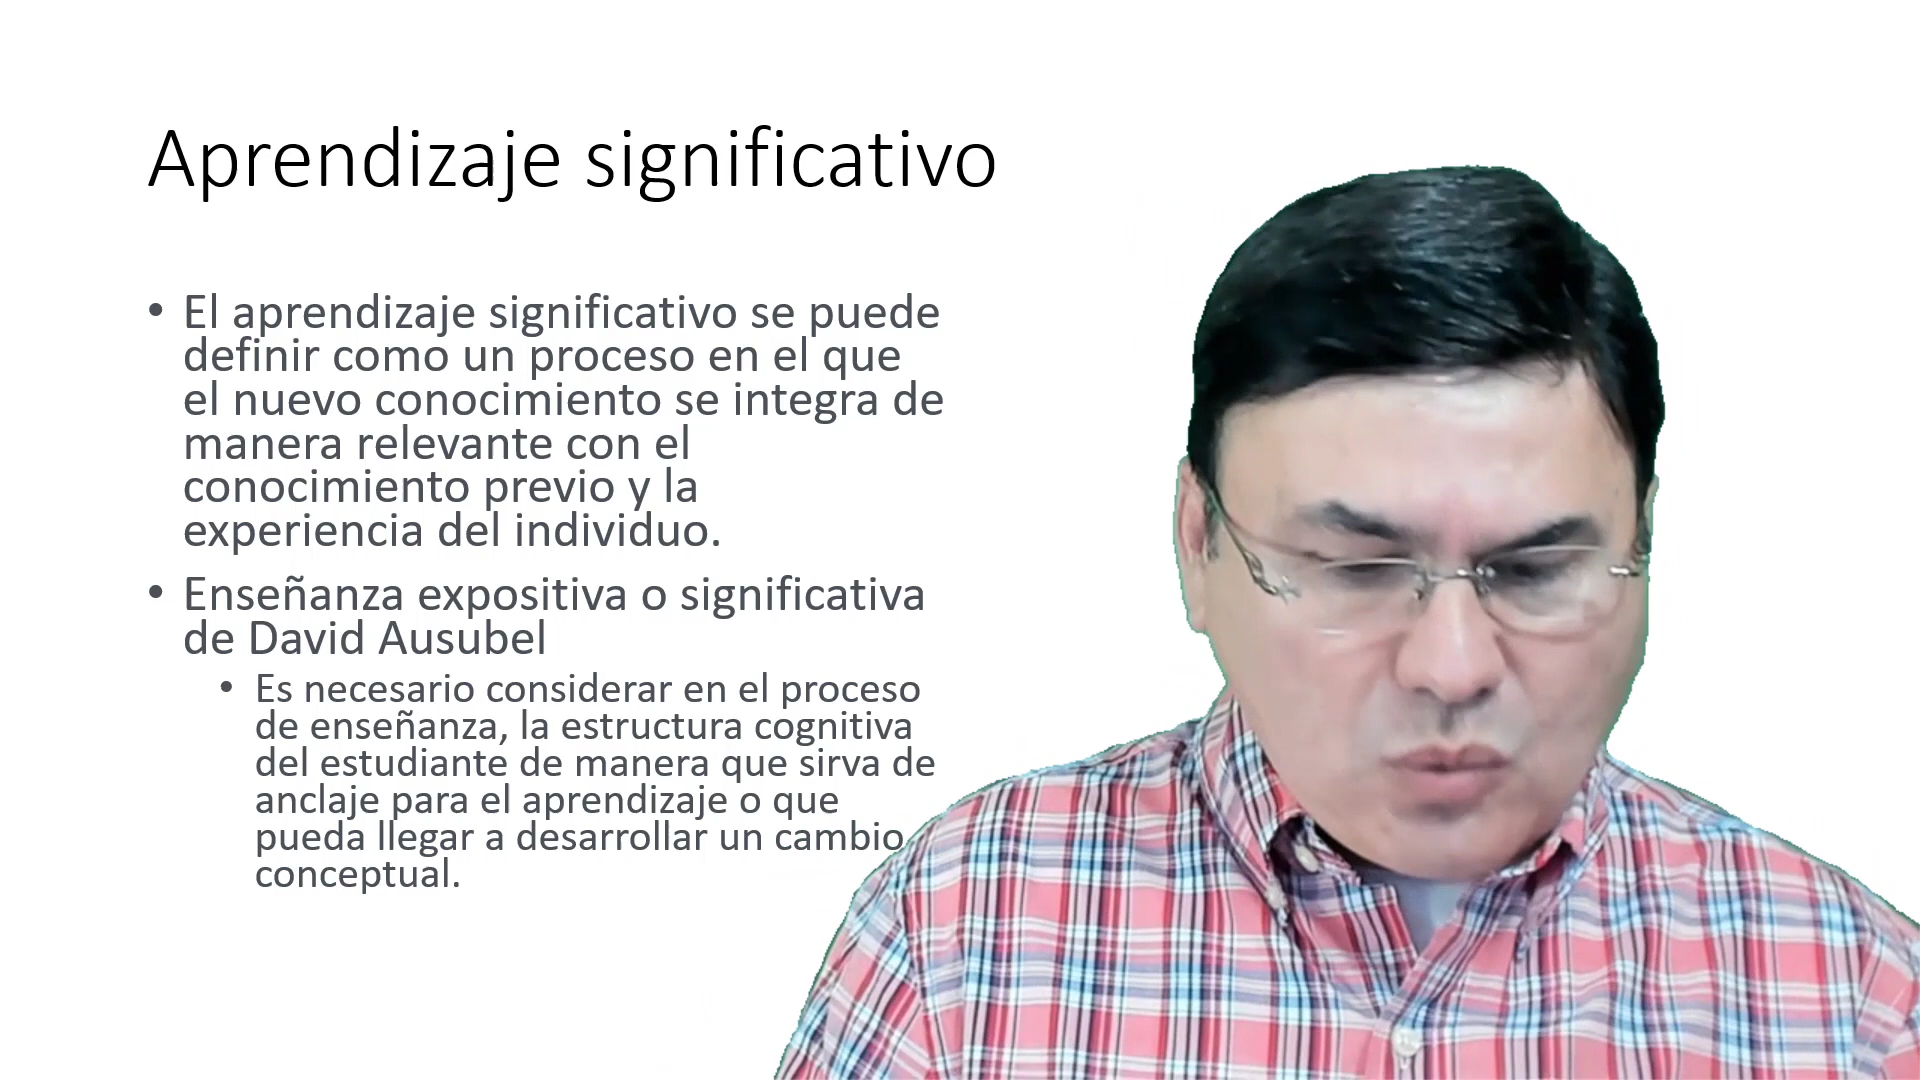 Aprendizaje significativo
• El aprendizaje significativo se puede
definir como un proceso en el que
el nuevo conocimiento se integra de
manera relevante con el
conocimiento previo y la
experiencia del individuo.
• Enseñanza expositiva o significativa
de David Ausubel
• Es necesario considerar en el proceso
de enseñanza, la estructura cognitiva
del estudiante de manera que sirva de
anclaje para el aprendizaje o que
pueda llegar a desarrollar un cambio
conceptual.